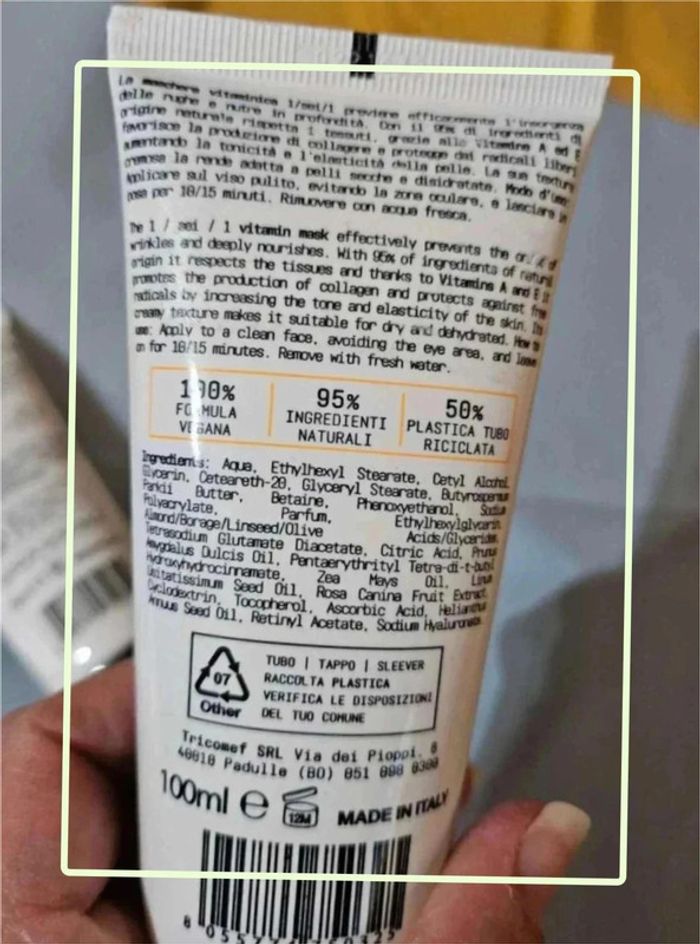 La maschera vitaminica 1/sei/1 previene efficacemente l'insorgenza
delle rughe e nutre in profondità. Con il 95% di ingredienti di
origine naturale rispetta i tessuti, grazie alle Vitamine A ed E
favorisce la produzione di collagene e protegge dai radicali liberi
aumentando la tonicità e l'elasticità della pelle. La sua texture
cremosa la rende adatta a pelli secche e disidratate. Modo d'uso:
Applicare sul viso pulito, evitando la zona oculare, e lasciare in
posa per 10/15 minuti. Rimuovere con acqua fresca.
The 1 / sei / 1 vitamin mask effectively prevents the of
wrinkles and deeply nourishes. With 95% of ingredients of natural
origin it respects the tissues and thanks to Vitamins A and E it
promotes the production of collagen and protects against free
radicals by increasing the tone and elasticity of the skin. Its
creamy texture makes it suitable for dry and dehydrated. How to
use: Apply to a clean face, avoiding the eye area, and leave
on for 10/15 minutes. Remove with fresh water.
100% 95% 50%
FORMULA VEGANA INGREDIENTI NATURALI PLASTICA TUBO RICICLATA
Ingredients: Aqua, Ethylhexyl Stearate, Cetyl Alcohol,
Glycerin, Ceteareth-20, Glyceryl Stearate, Butyrospermum
Parkii Butter, Betaine, Phenoxyethanol, Sodium
Polyacrylate, Parfum, Ethylhexylglycerin,
Almond/Borage/Linseed/Olive Acids/Glycerides,
Tetrasodium Glutamate Diacetate, Citric Acid, Prunus
Amygdalus Dulcis Oil, Pentaerythrityl Tetra-di-t-butyl
Hydroxyhydrocinnamate, Zea Mays Oil, Linum
Usitatissimum Seed Oil, Rosa Canina Fruit Extract,
Cyclodextrin, Tocopherol, Ascorbic Acid, Helianthus
Annuus Seed Oil, Retinyl Acetate, Sodium Hyaluronate.
07
Other
TUBO | TAPPO | SLEEVER
RACCOLTA PLASTICA
VERIFICA LE DISPOSIZIONI
DEL TUO COMUNE
Tricomef SRL Via dei Pioppi, 8
40010 Padulle (BO) 051
100ml e 12M MADE IN ITALY